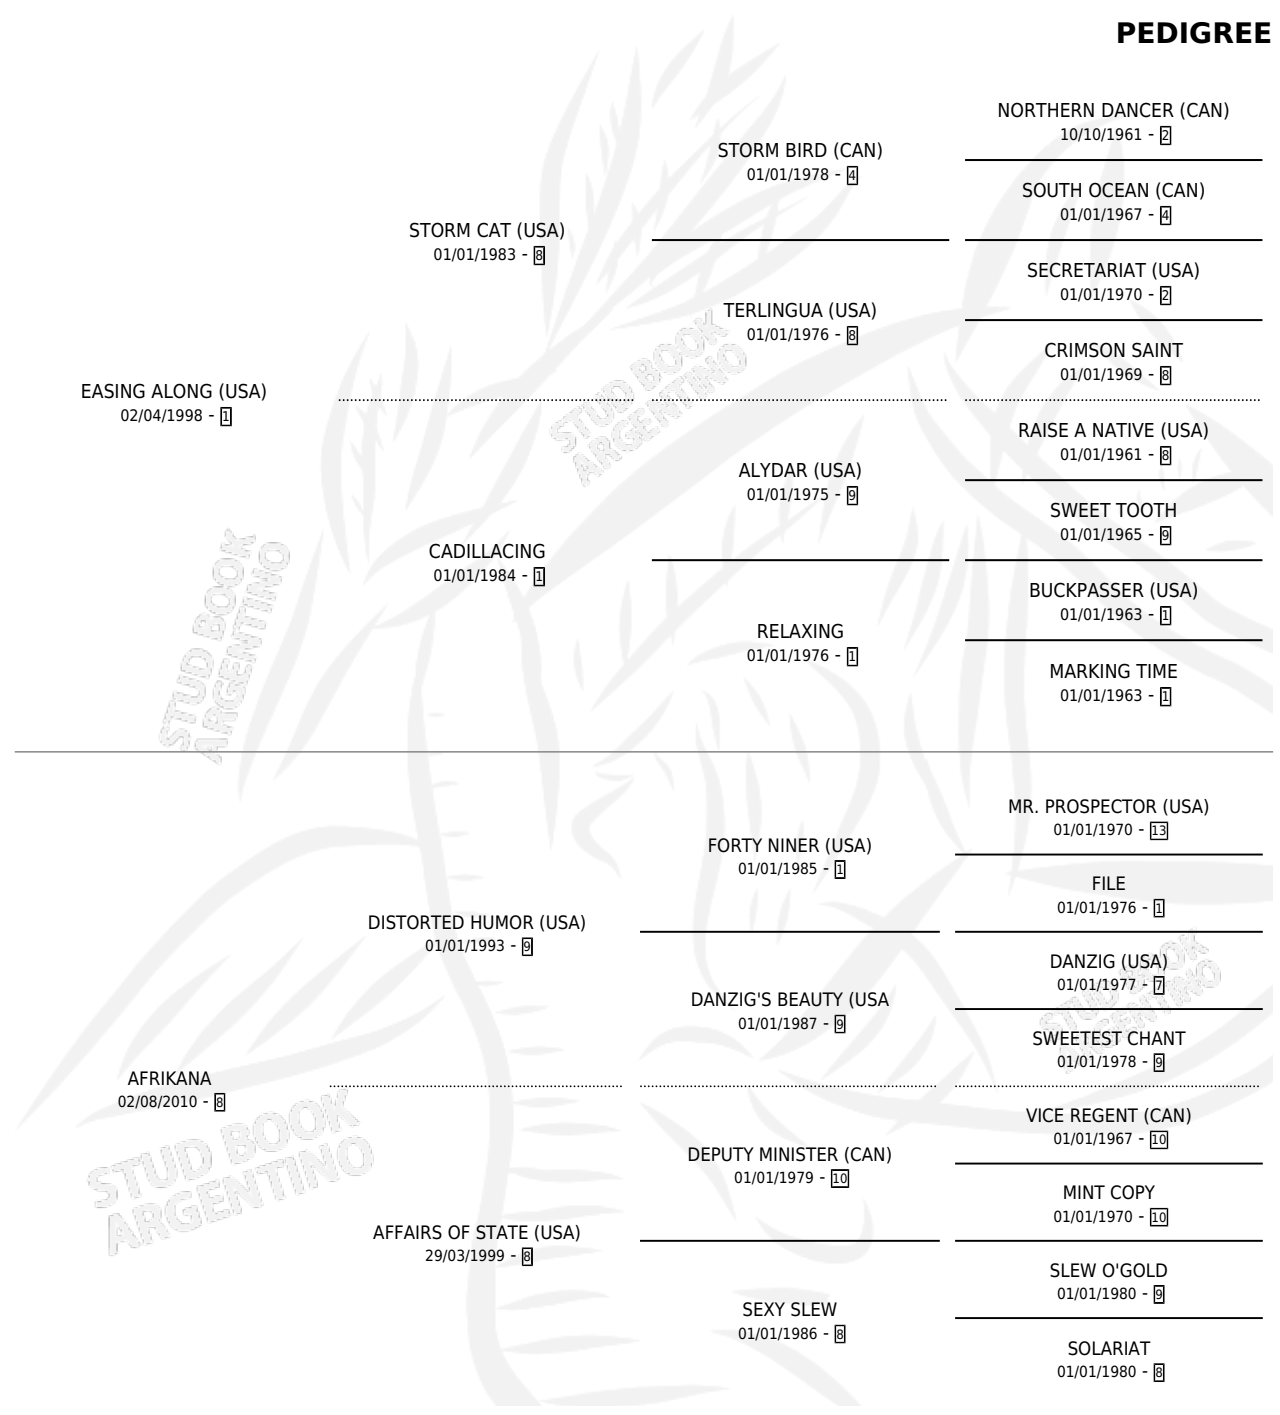 PEDIGREE
NORTHERN DANCER (CAN)
10/10/1961 - 2
STORM BIRD (CAN)
01/01/1978 - 4
SOUTH OCEAN (CAN)
01/01/1967 - 4
STORM CAT (USA)
01/01/1983 - 8
SECRETARIAT (USA)
01/01/1970 - 2
TERLINGUA (USA)
01/01/1976 - 8
CRIMSON SAINT
01/01/1969 - 8
EASING ALONG (USA)
02/04/1998 - 1
RAISE A NATIVE (USA)
01/01/1961 - 8
ALYDAR (USA)
01/01/1975 - 9
SWEET TOOTH
01/01/1965 - 9
CADILLACING
01/01/1984 - 1
BUCKPASSER (USA)
01/01/1963 - 1
RELAXING
01/01/1976 - 1
MARKING TIME
01/01/1963 - 1
MR. PROSPECTOR (USA)
01/01/1970 - 13
FORTY NINER (USA)
01/01/1985 - 1
FILE
01/01/1976 - 1
DISTORTED HUMOR (USA)
01/01/1993 - 9
DANZIG (USA)
01/01/1977 - 7
DANZIG'S BEAUTY (USA
01/01/1987 - 9
SWEETEST CHANT
01/01/1978 - 9
AFRIKANA
02/08/2010 - 8
VICE REGENT (CAN)
01/01/1967 - 10
DEPUTY MINISTER (CAN)
01/01/1979 - 10
MINT COPY
01/01/1970 - 10
AFFAIRS OF STATE (USA)
29/03/1999 - 8
SLEW O'GOLD
01/01/1980 - 9
SEXY SLEW
01/01/1986 - 8
SOLARIAT
01/01/1980 - 8
STUD BOOK
ARGENTINO
STUD BOOK
ARGENTINO
STUD BOOK
ARGENTINO
STUD BOOK
ARGENTINO